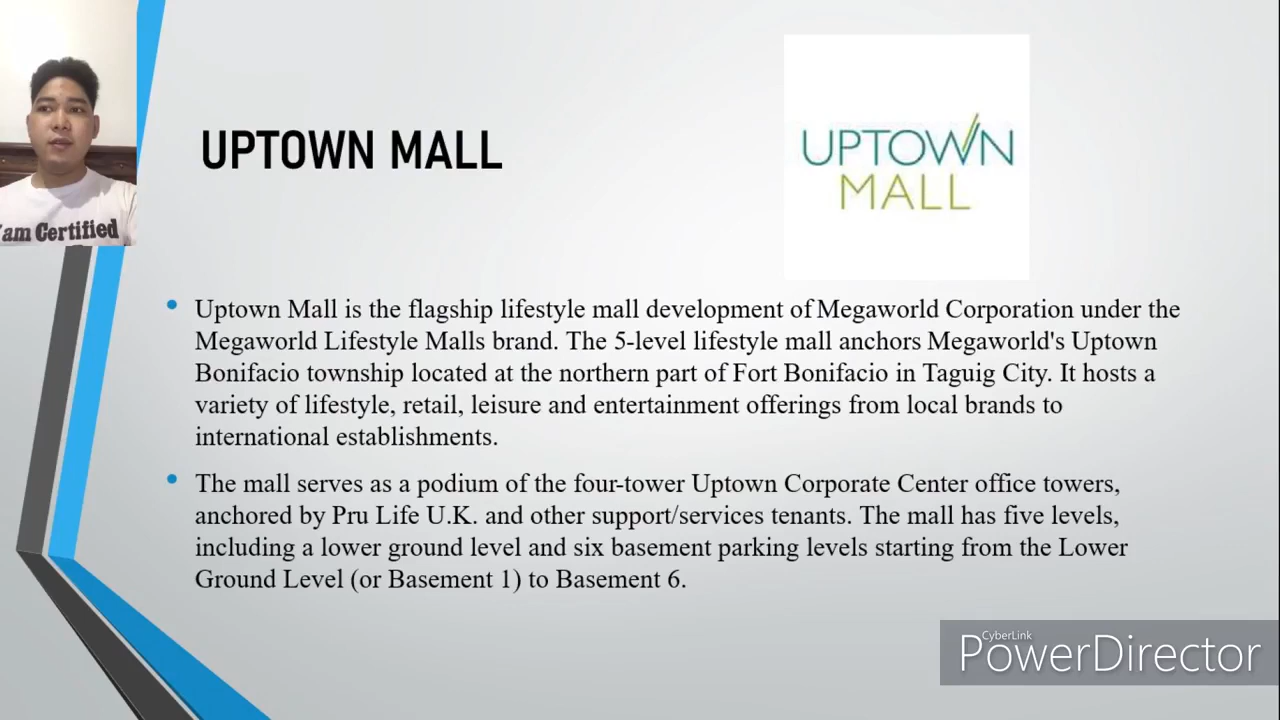 UPTOWN MALL
UPTOWN
MALL
am Certified
Uptown Mall is the flagship lifestyle mall development of Megaworld Corporation under the
Megaworld Lifestyle Malls brand. The 5-level lifestyle mall anchors Megaworld's Uptown
Bonifacio township located at the northern part of Fort Bonifacio in Taguig City. It hosts a
variety of lifestyle, retail, leisure and entertainment offerings from local brands to
international establishments.
The mall serves as a podium of the four-tower Uptown Corporate Center office towers,
anchored by Pru Life U.K. and other support/services tenants. The mall has five levels,
including a lower ground level and six basement parking levels starting from the Lower
Ground Level (or Basement 1) to Basement 6.
CyberLink
PowerDirector